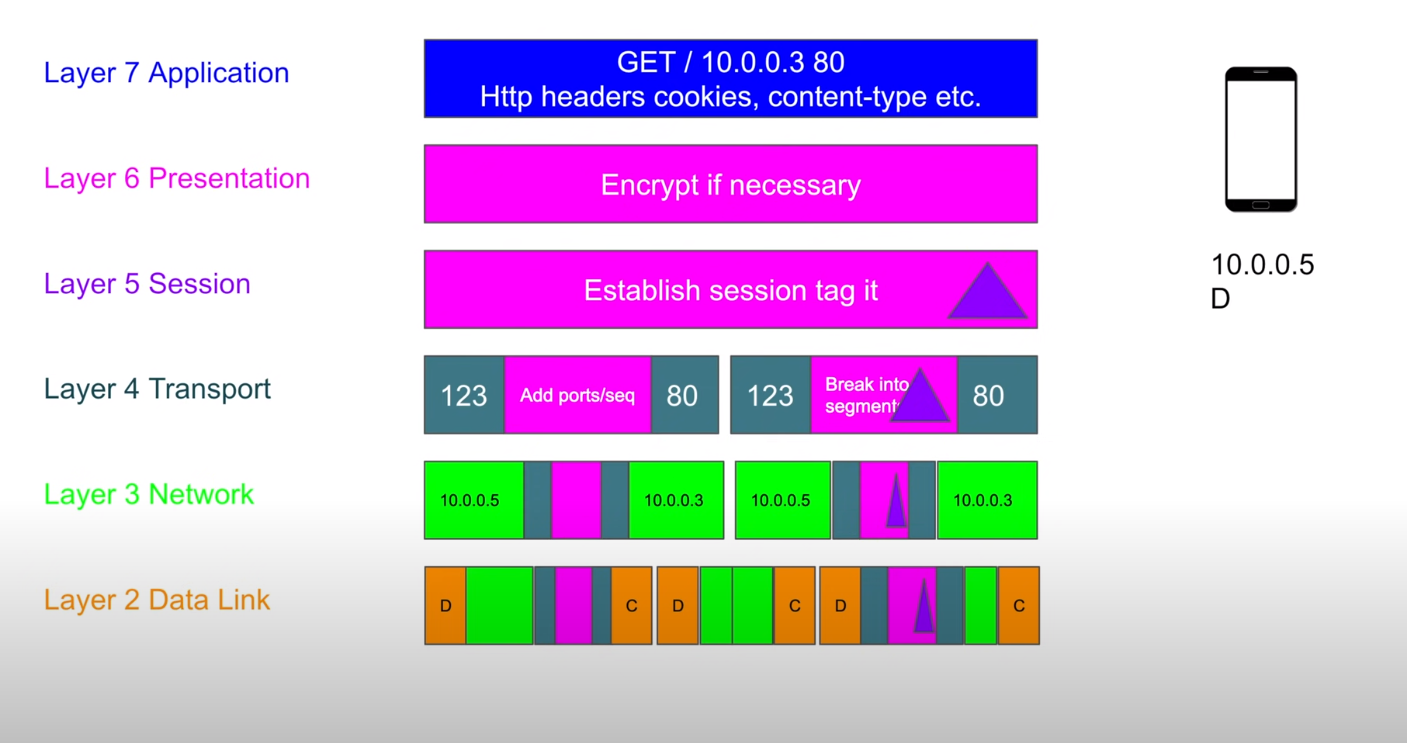 Layer 7 Application
GET / 10.0.0.3 80
Http headers cookies, content-type etc.
Layer 6 Presentation
Encrypt if necessary
Layer 5 Session
Establish session tag it
10.0.0.5
D
Layer 4 Transport
123
Add ports/seq
80
123
Break into
segment
80
Layer 3 Network
10.0.0.5
10.0.0.3
10.0.0.5
10.0.0.3
Layer 2 Data Link
D
C
D
C
D
C